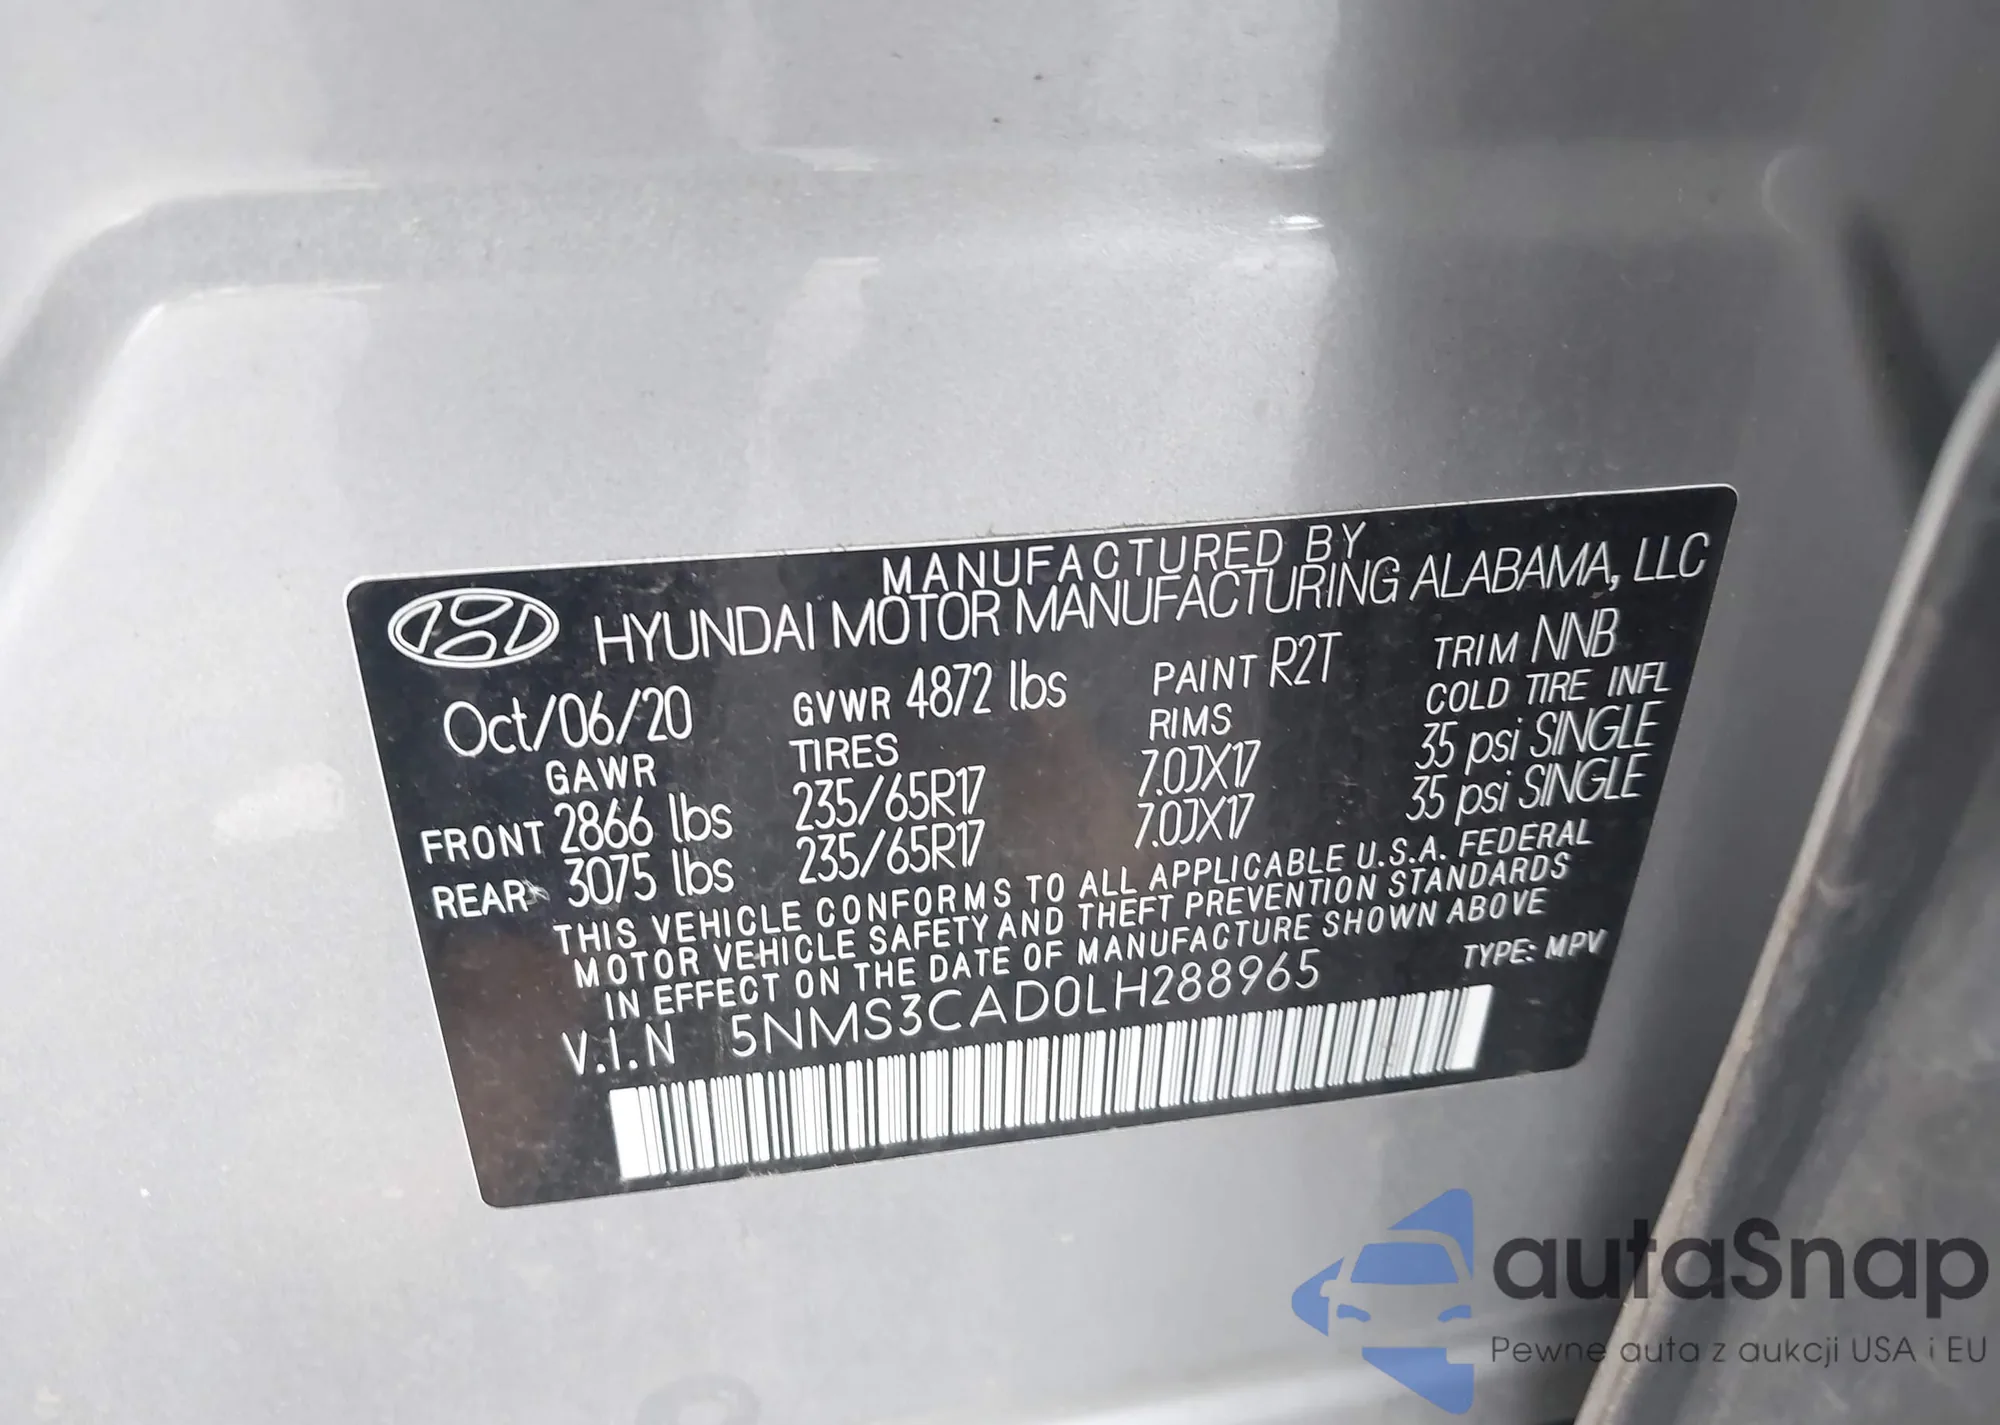 MANUFACTURED BY
HYUNDAI MOTOR MANUFACTURING ALABAMA, LLC
Oct/06/20 GVWR 4872 lbs PAINT R2T TRIM NNB
GAWR TIRES RIMS COLD TIRE INFL
FRONT 2866 lbs 235/65R17 7.0JX17 35 psi SINGLE
REAR 3075 lbs 235/65R17 7.0JX17 35 psi SINGLE
THIS VEHICLE CONFORMS TO ALL APPLICABLE U.S.A. FEDERAL
MOTOR VEHICLE SAFETY AND THEFT PREVENTION STANDARDS
IN EFFECT ON THE DATE OF MANUFACTURE SHOWN ABOVE
V.I.N 5NMS3CAD0LH288965 TYPE: MPV
autaSnap
Pewne auta z aukcji USA i EU